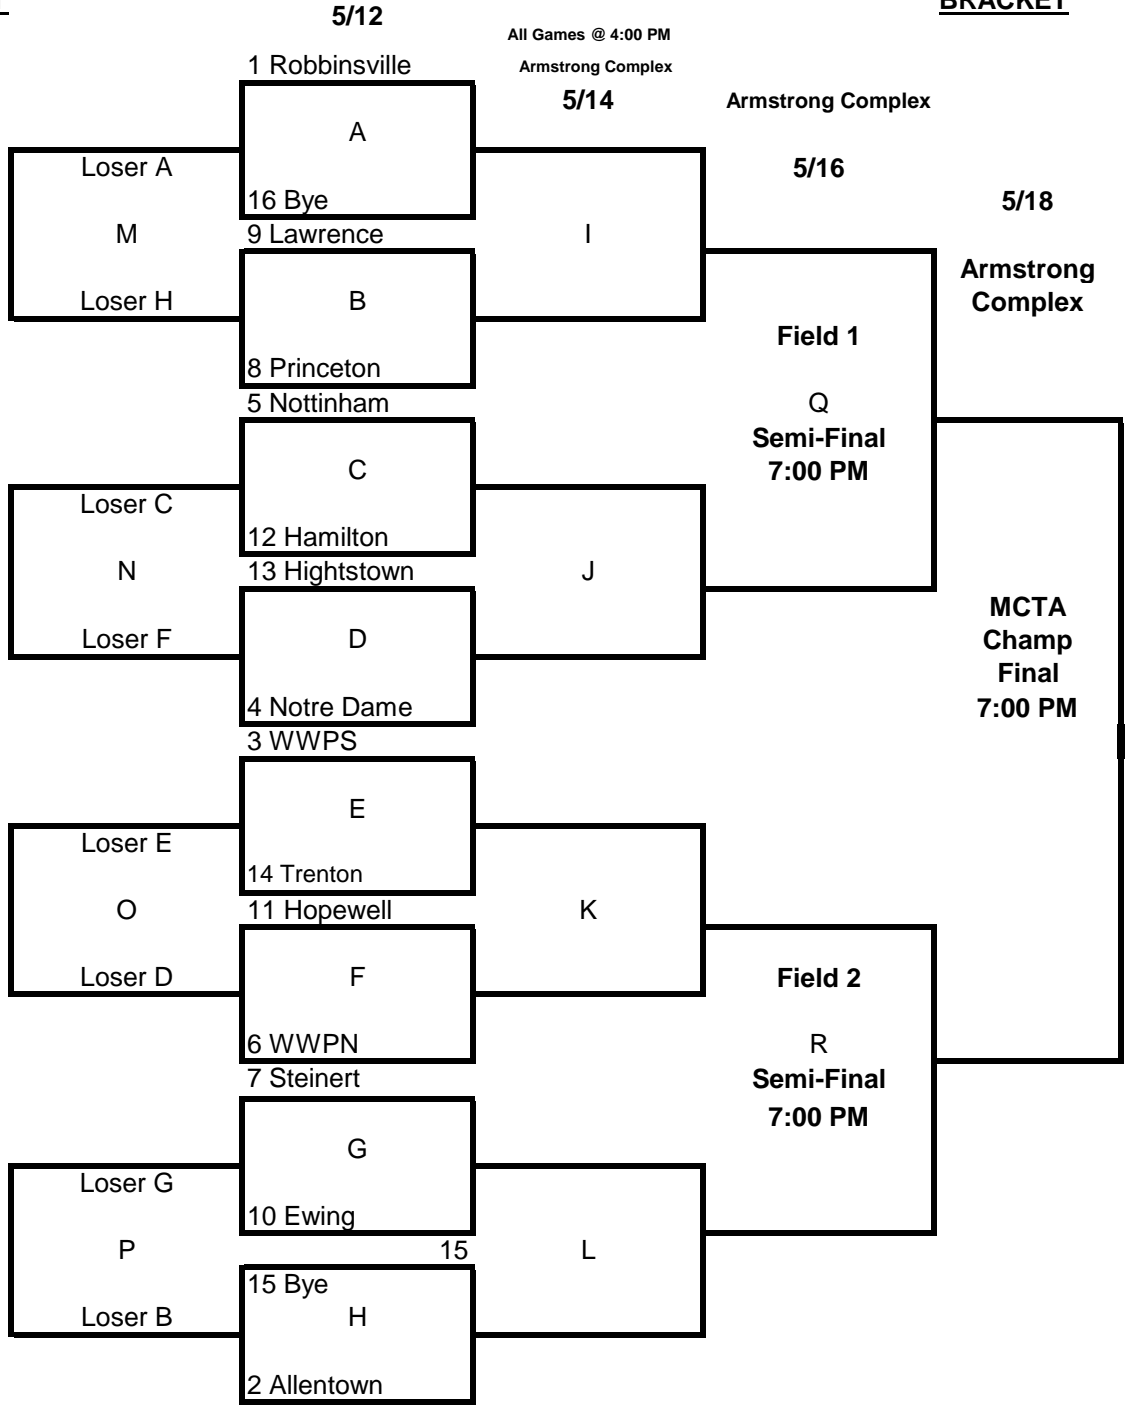 BRACKET
5/12
All Games @ 4:00 PM
1 Robbinsville
Armstrong Complex
5/14
Armstrong Complex
A
Loser A
5/16
16 Bye
5/18
M
9 Lawrence
I
Armstrong
Complex
Loser H
B
Field 1
8 Princeton
5 Nottinham
Q
Semi-Final
7:00 PM
C
Loser C
12 Hamilton
N
13 Hightstown
J
MCTA
Champ
Final
7:00 PM
Loser F
D
4 Notre Dame
3 WWPS
E
Loser E
14 Trenton
O
11 Hopewell
K
Loser D
F
Field 2
6 WWPN
R
7 Steinert
Semi-Final
7:00 PM
G
Loser G
10 Ewing
P
15
L
15 Bye
Loser B
H
2 Allentown